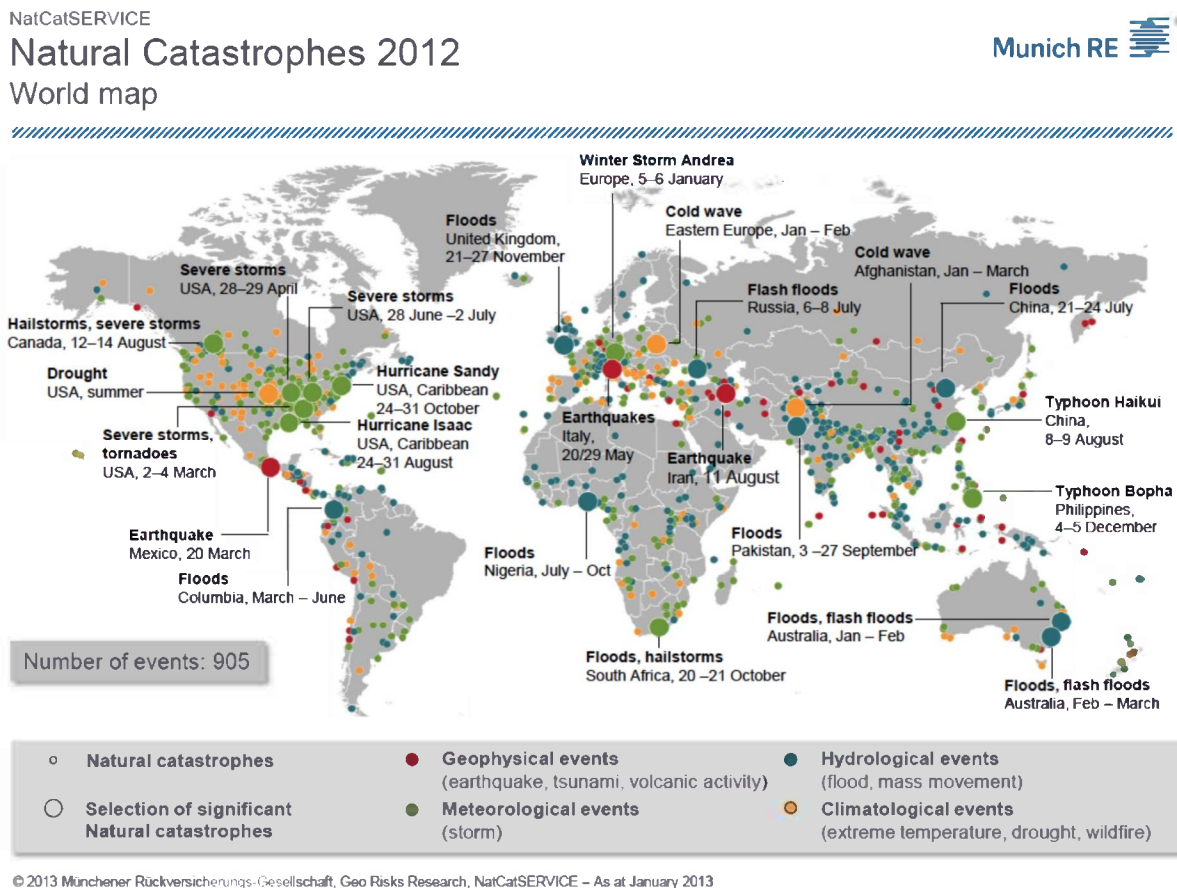 NatCatSERVICE
Natural Catastrophes 2012
World map
Munich RE
Winter Storm Andrea
Europe, 5–6 January
Floods
United Kingdom,
21–27 November
Cold wave
Eastern Europe, Jan – Feb
Cold wave
Afghanistan, Jan – March
Severe storms
USA, 28–29 April
Severe storms
USA, 28 June –2 July
Flash floods
Russia, 6–8 July
Floods
China, 21–24 July
Hailstorms, severe storms
Canada, 12–14 August
Drought
USA, summer
Hurricane Sandy
USA, Caribbean
24–31 October
Hurricane Isaac
USA, Caribbean
24–31 August
Severe storms,
tornadoes
USA, 2–4 March
Earthquakes
Italy,
20/29 May
Earthquake
Iran, 11 August
Typhoon Haikui
China,
8–9 August
Typhoon Bopha
Philippines,
4–5 December
Earthquake
Mexico, 20 March
Floods
Columbia, March – June
Floods
Nigeria, July – Oct
Floods
Pakistan, 3 –27 September
Floods, flash floods
Australia, Jan – Feb
Floods, hailstorms
South Africa, 20 –21 October
Floods, flash floods
Australia, Feb – March
Number of events: 905
Natural catastrophes
Selection of significant
Natural catastrophes
Geophysical events
(earthquake, tsunami, volcanic activity)
Meteorological events
(storm)
Hydrological events
(flood, mass movement)
Climatological events
(extreme temperature, drought, wildfire)
© 2013 Münchener Rückversicherungs-Gesellschaft, Geo Risks Research, NatCatSERVICE – As at January 2013